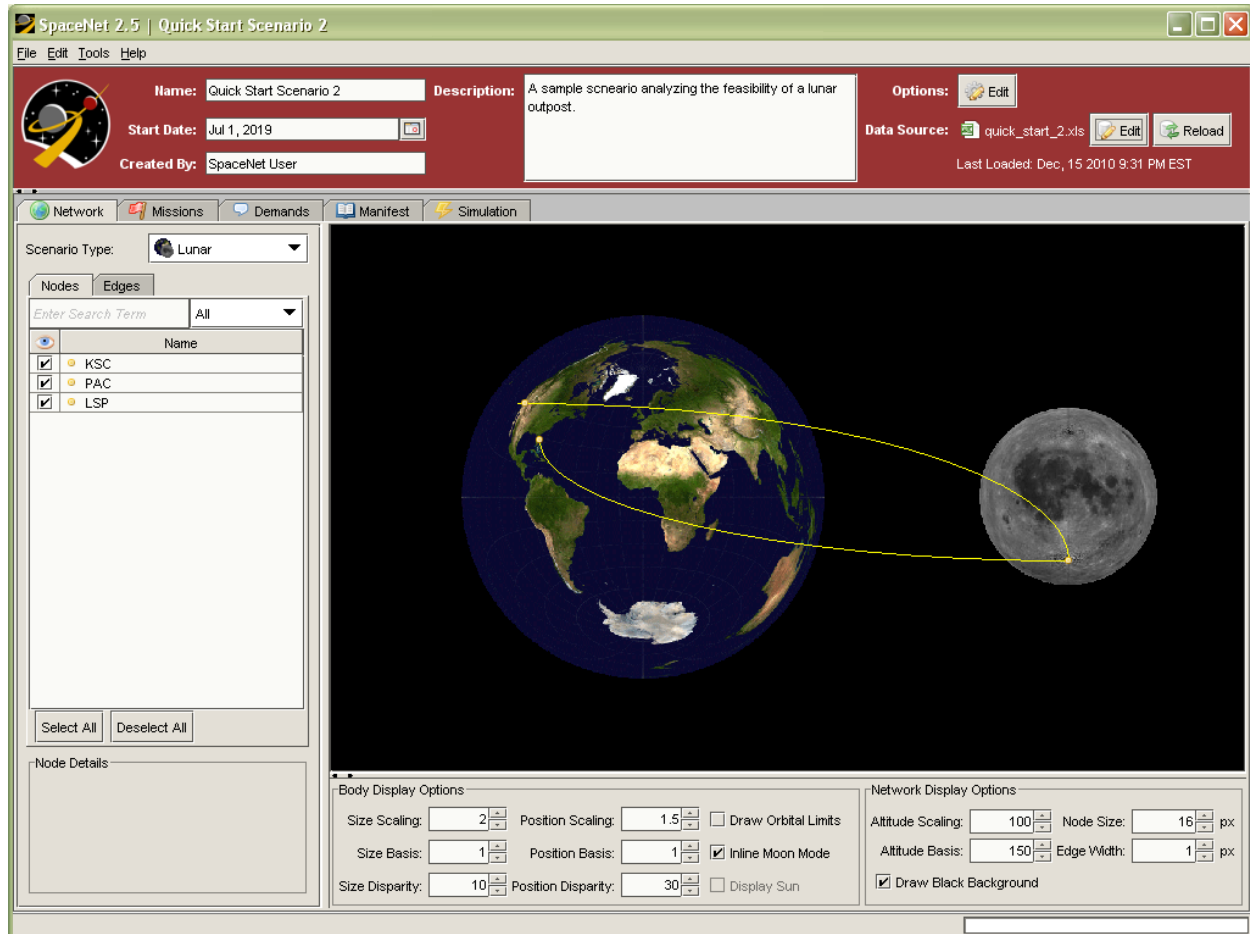 SpaceNet 2.5 | Quick Start Scenario 2
File Edit Tools Help
Name: Quick Start Scenario 2
Start Date: Jul 1, 2019
Created By: SpaceNet User
Description: A sample scneario analyzing the feasibility of a lunar
outpost.
Options: Edit
Data Source: quick_start_2.xls Edit Reload
Last Loaded: Dec, 15 2010 9:31 PM EST
Network Missions Demands Manifest Simulation
Scenario Type: Lunar
Nodes Edges
Enter Search Term All
Name
KSC
PAC
LSP
Select All Deselect All
Node Details
Body Display Options
Size Scaling: 2 Position Scaling: 1.5 Draw Orbital Limits
Size Basis: 1 Position Basis: 1 Inline Moon Mode
Size Disparity: 10 Position Disparity: 30 Display Sun
Network Display Options
Altitude Scaling: 100 Node Size: 16 px
Altitude Basis: 150 Edge Width: 1 px
Draw Black Background